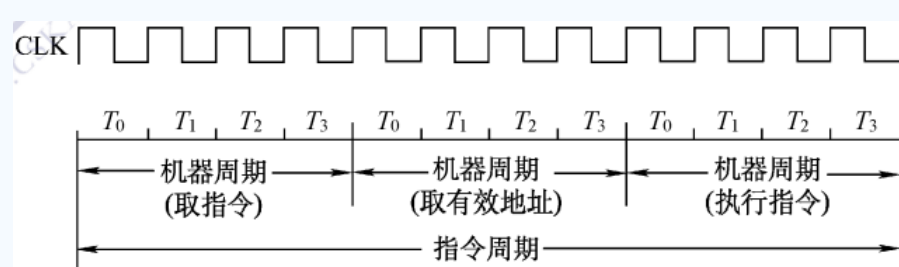 CLK
T0 T1 T2 T3 T0 T1 T2 T3 T0 T1 T2 T3
机器周期 机器周期 机器周期
(取指令) (取有效地址) (执行指令)
指令周期